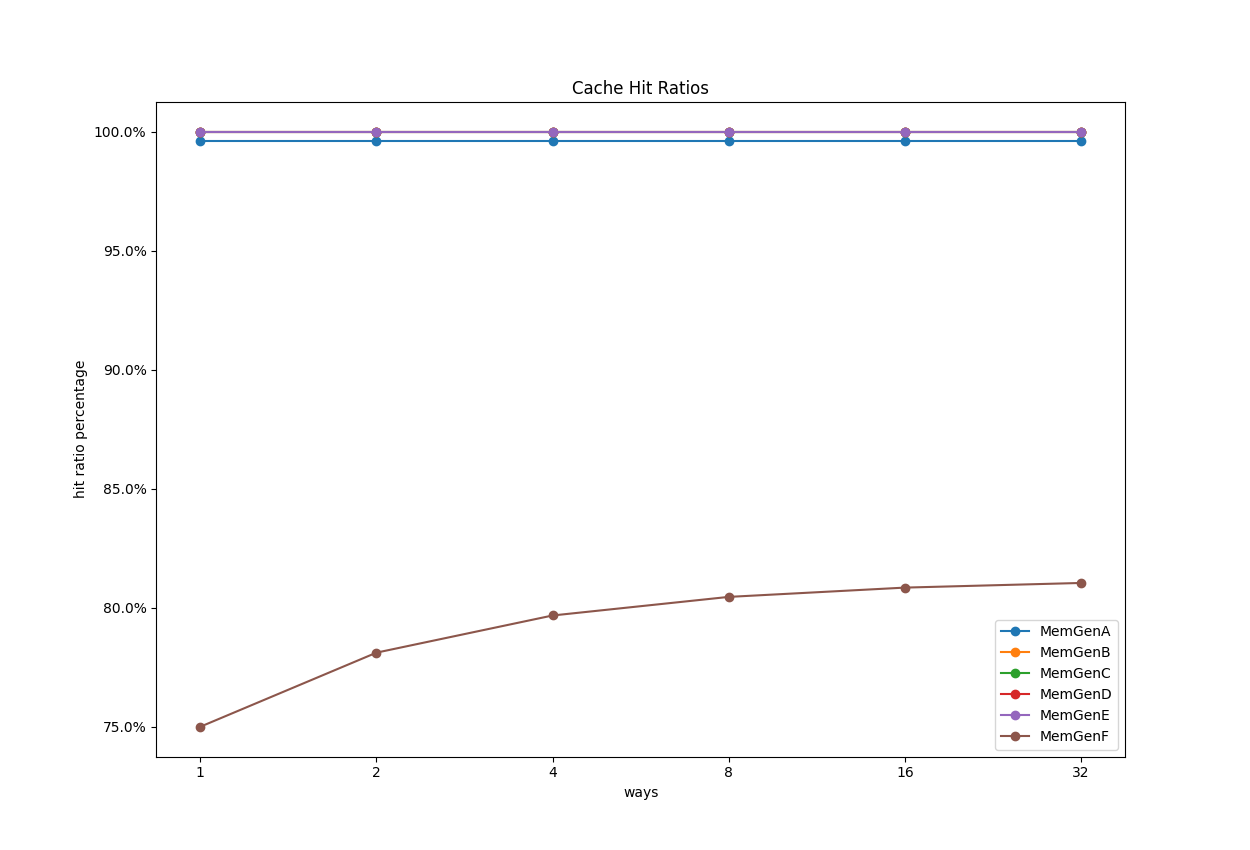 Cache Hit Ratios
100.0%
95.0%
90.0%
85.0%
80.0%
75.0%
hit ratio percentage
1 2 4 8 16 32
ways
MemGenA
MemGenB
MemGenC
MemGenD
MemGenE
MemGenF